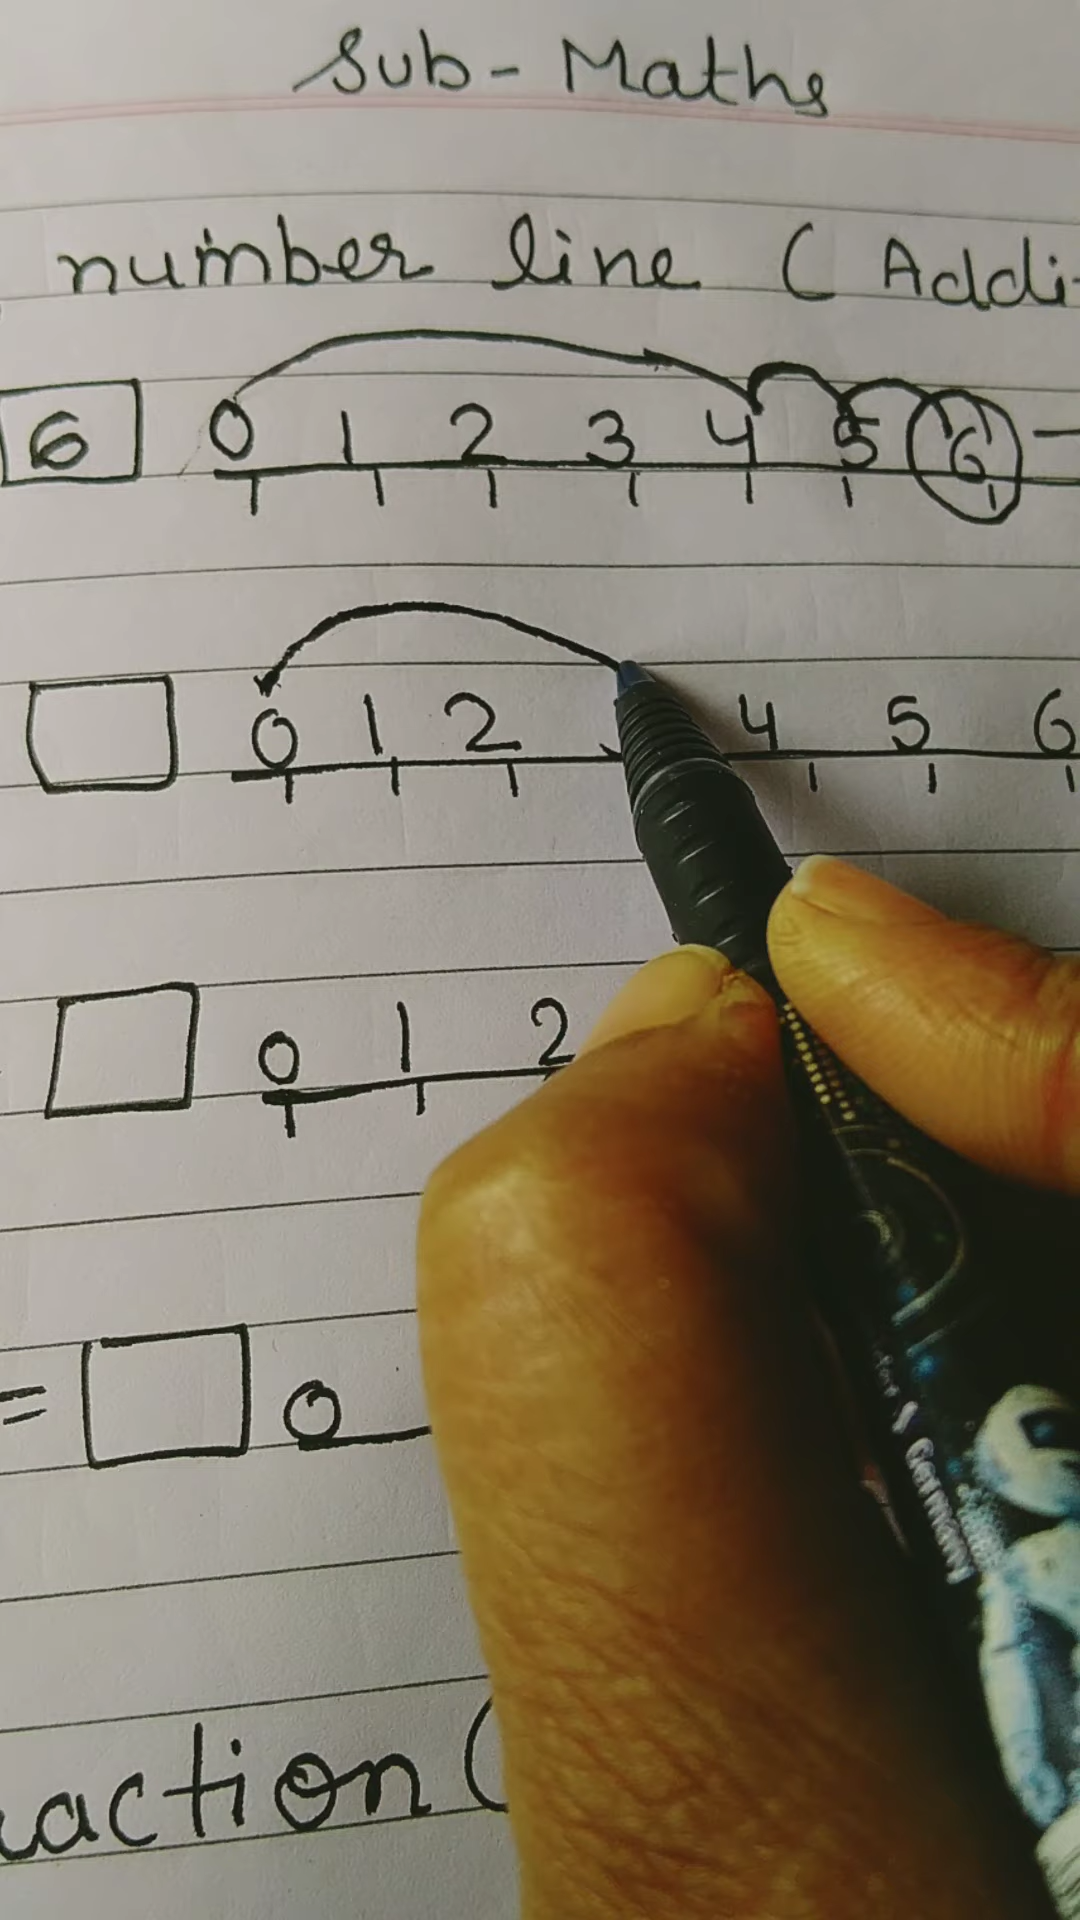 Sub - Maths
number line ( Addi
6 0 1 2 3 4 5 6
0 1 2 4 5 6
0 1 2
= 0
action (
Germany